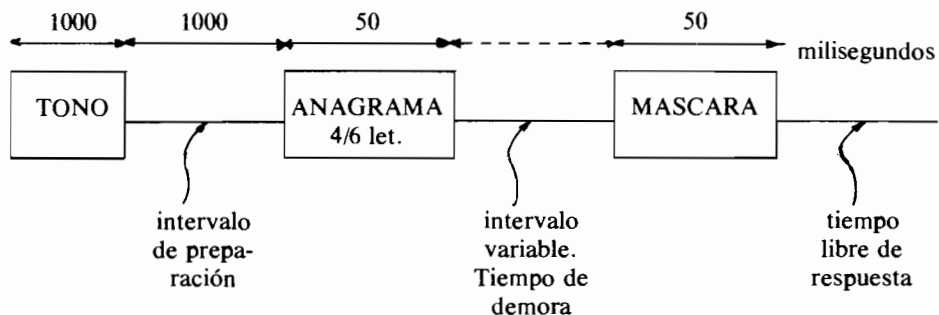 1000 1000 50 50
milisegundos
TONO
ANAGRAMA
4/6 let.
MASCARA
intervalo
de prepa-
ración
intervalo
variable.
Tiempo de
demora
tiempo
libre de
respuesta